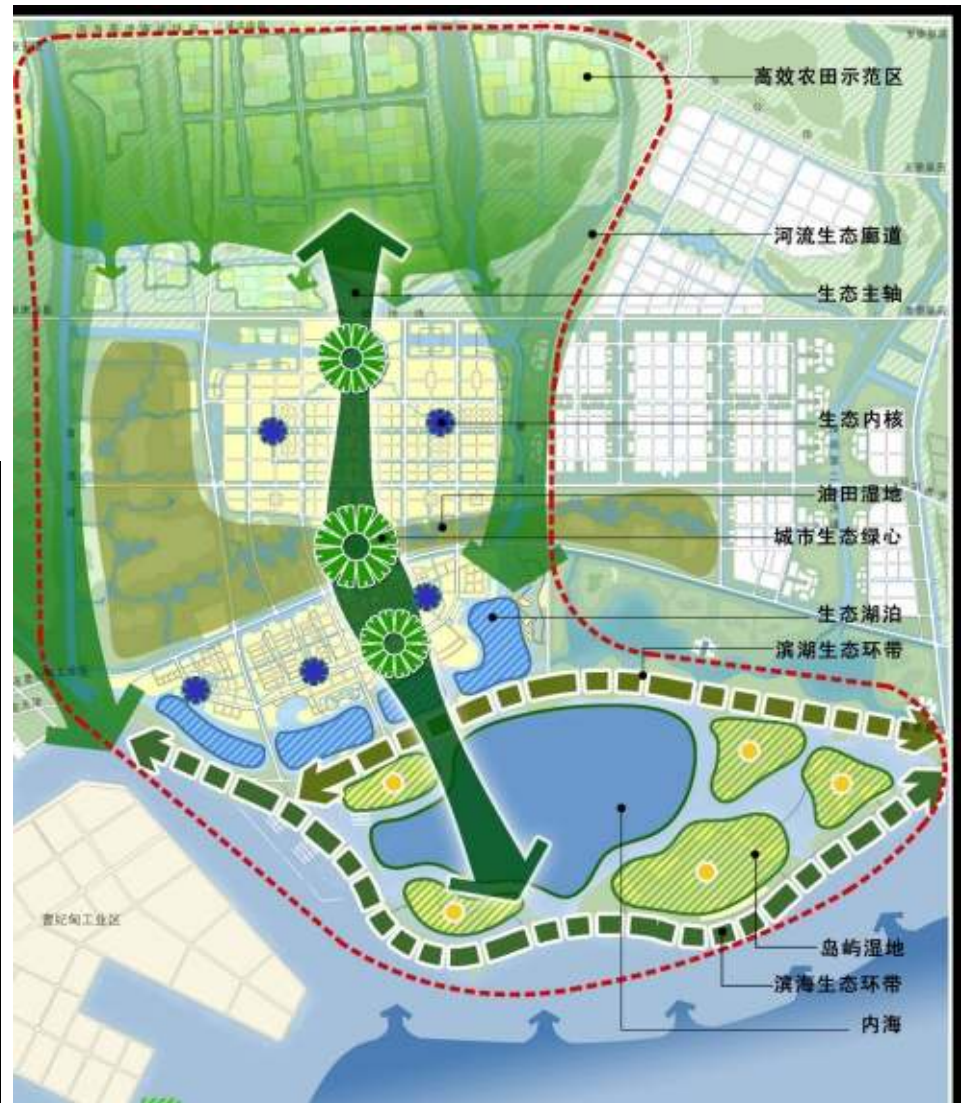 高效农田示范区
河流生态廊道
生态主轴
生态内核
油田湿地
城市生态绿心
生态湖泊
滨湖生态环带
曹妃甸工业区
岛屿湿地
滨海生态环带
内海